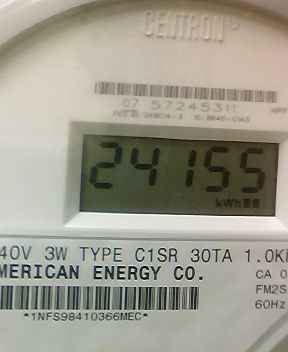 CENTRON®
07 57245311
24155
kWh
40V 3W TYPE C1SR 30TA 1.0K
MERICAN ENERGY CO.
CA 0
FM2S
60Hz
*1NFS98410366MEC*